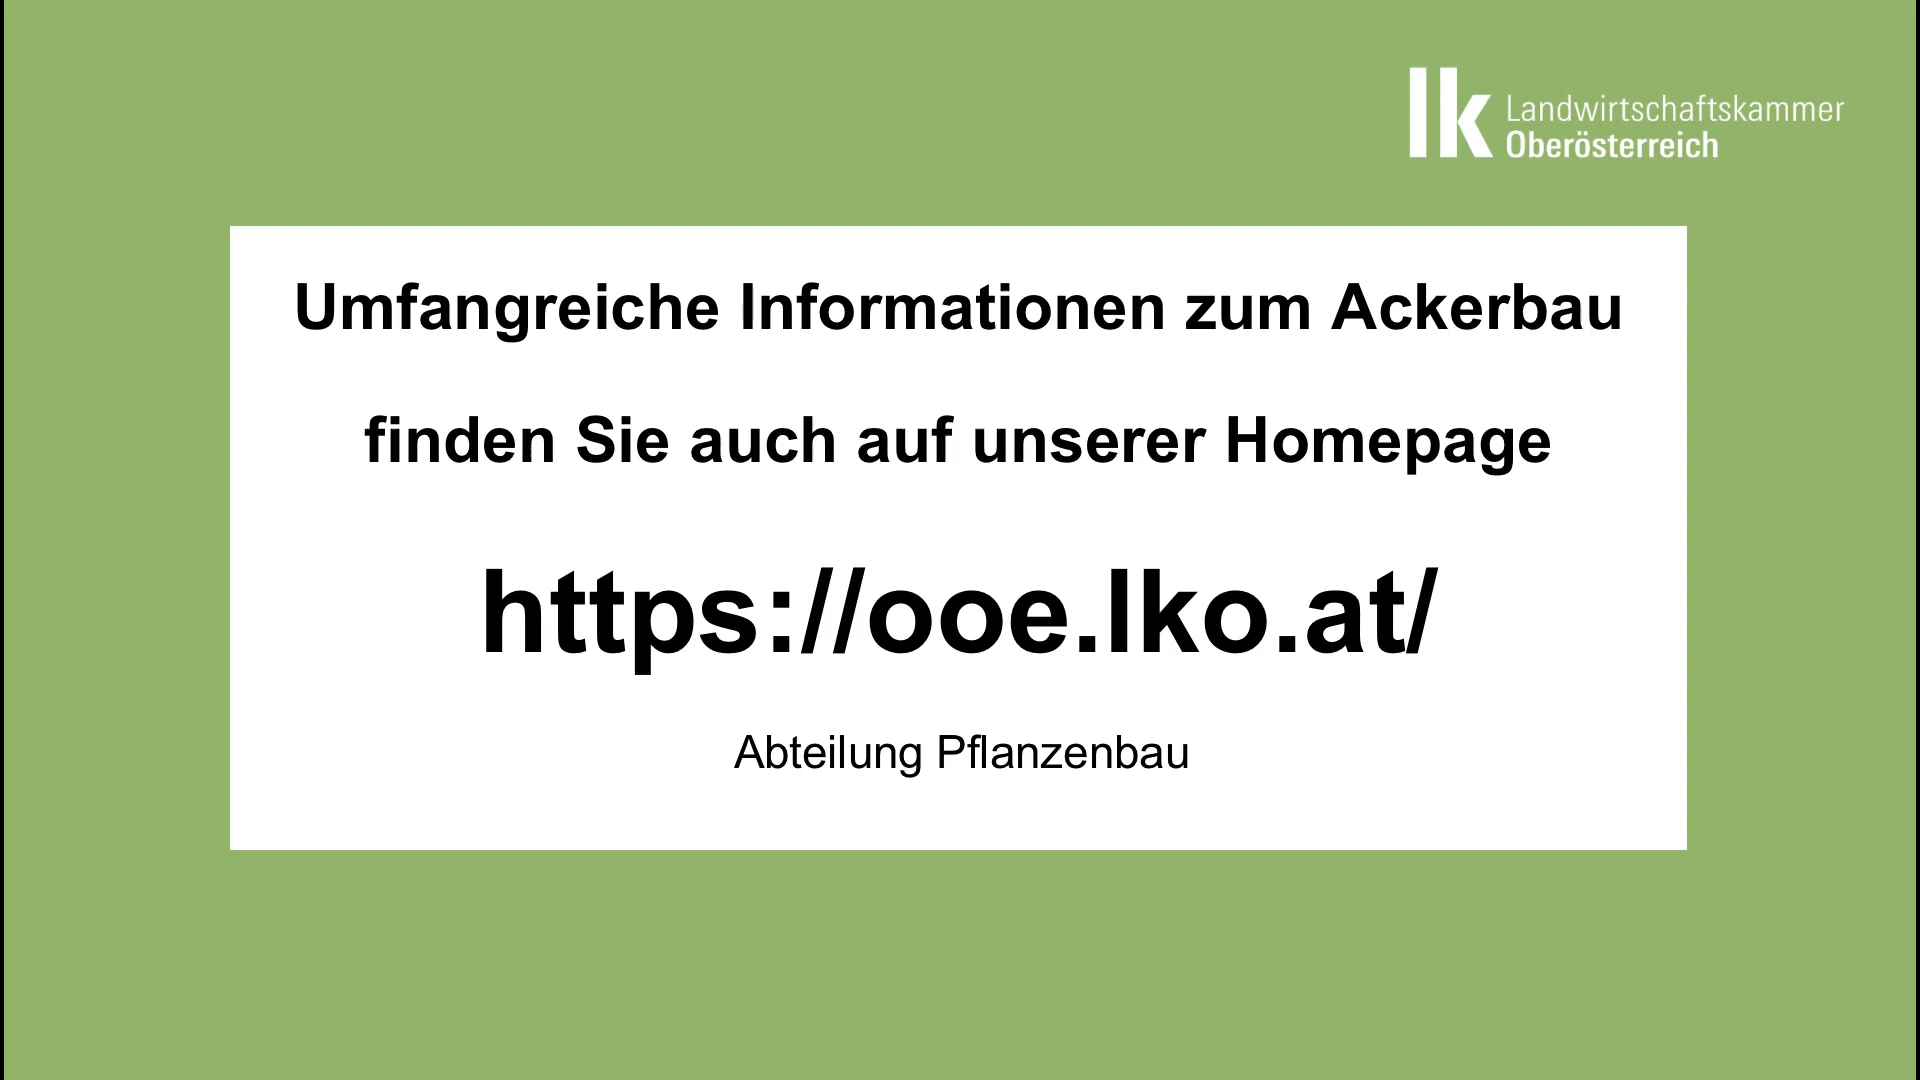 lk Landwirtschaftskammer
Oberösterreich
Umfangreiche Informationen zum Ackerbau
finden Sie auch auf unserer Homepage
https://ooe.lko.at/
Abteilung Pflanzenbau